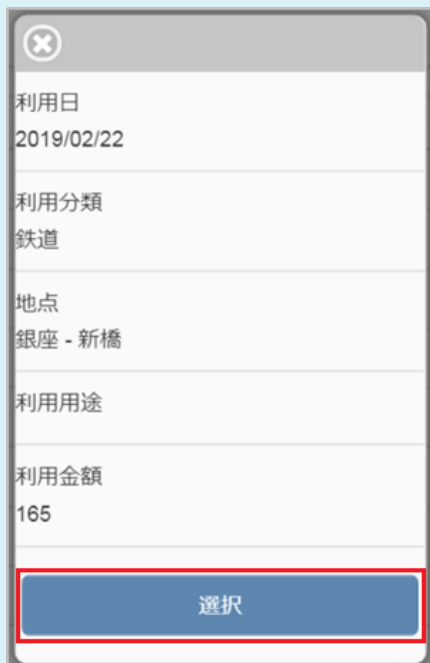 利用日
2019/02/22
利用分類
鉄道
地点
銀座 - 新橋
利用用途
利用金額
165
選択